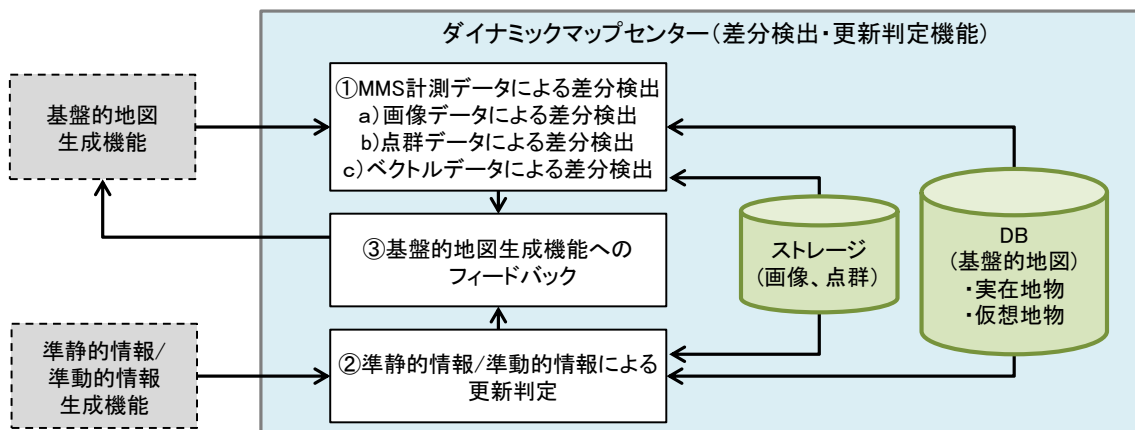 ダイナミックマップセンター(差分検出・更新判定機能)
基盤的地図
生成機能
①MMS計測データによる差分検出
a)画像データによる差分検出
b)点群データによる差分検出
c)ベクトルデータによる差分検出
③基盤的地図生成機能への
フィードバック
ストレージ
(画像、点群)
DB
(基盤的地図)
・実在地物
・仮想地物
準静的情報/
準動的情報
生成機能
②準静的情報/準動的情報による
更新判定